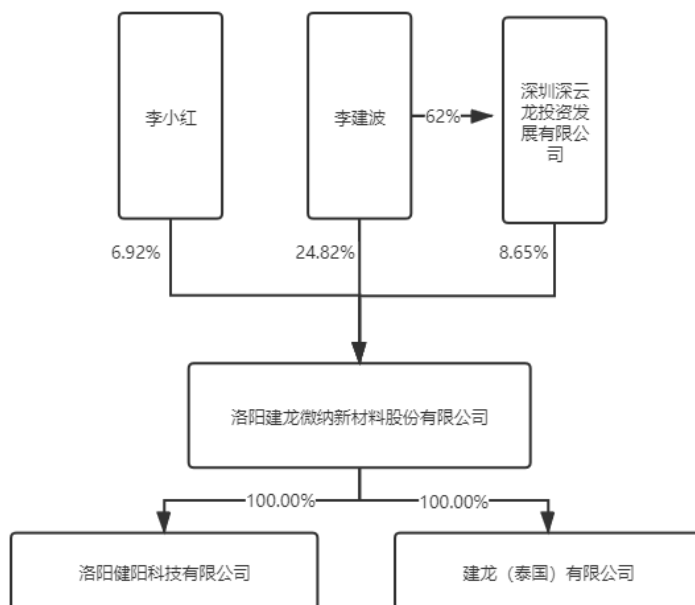 李小红
李建波
62%
深圳深云
龙投资发
展有限公
司
6.92%
24.82%
8.65%
洛阳建龙微纳新材料股份有限公司
100.00%
100.00%
洛阳健阳科技有限公司
建龙（泰国）有限公司